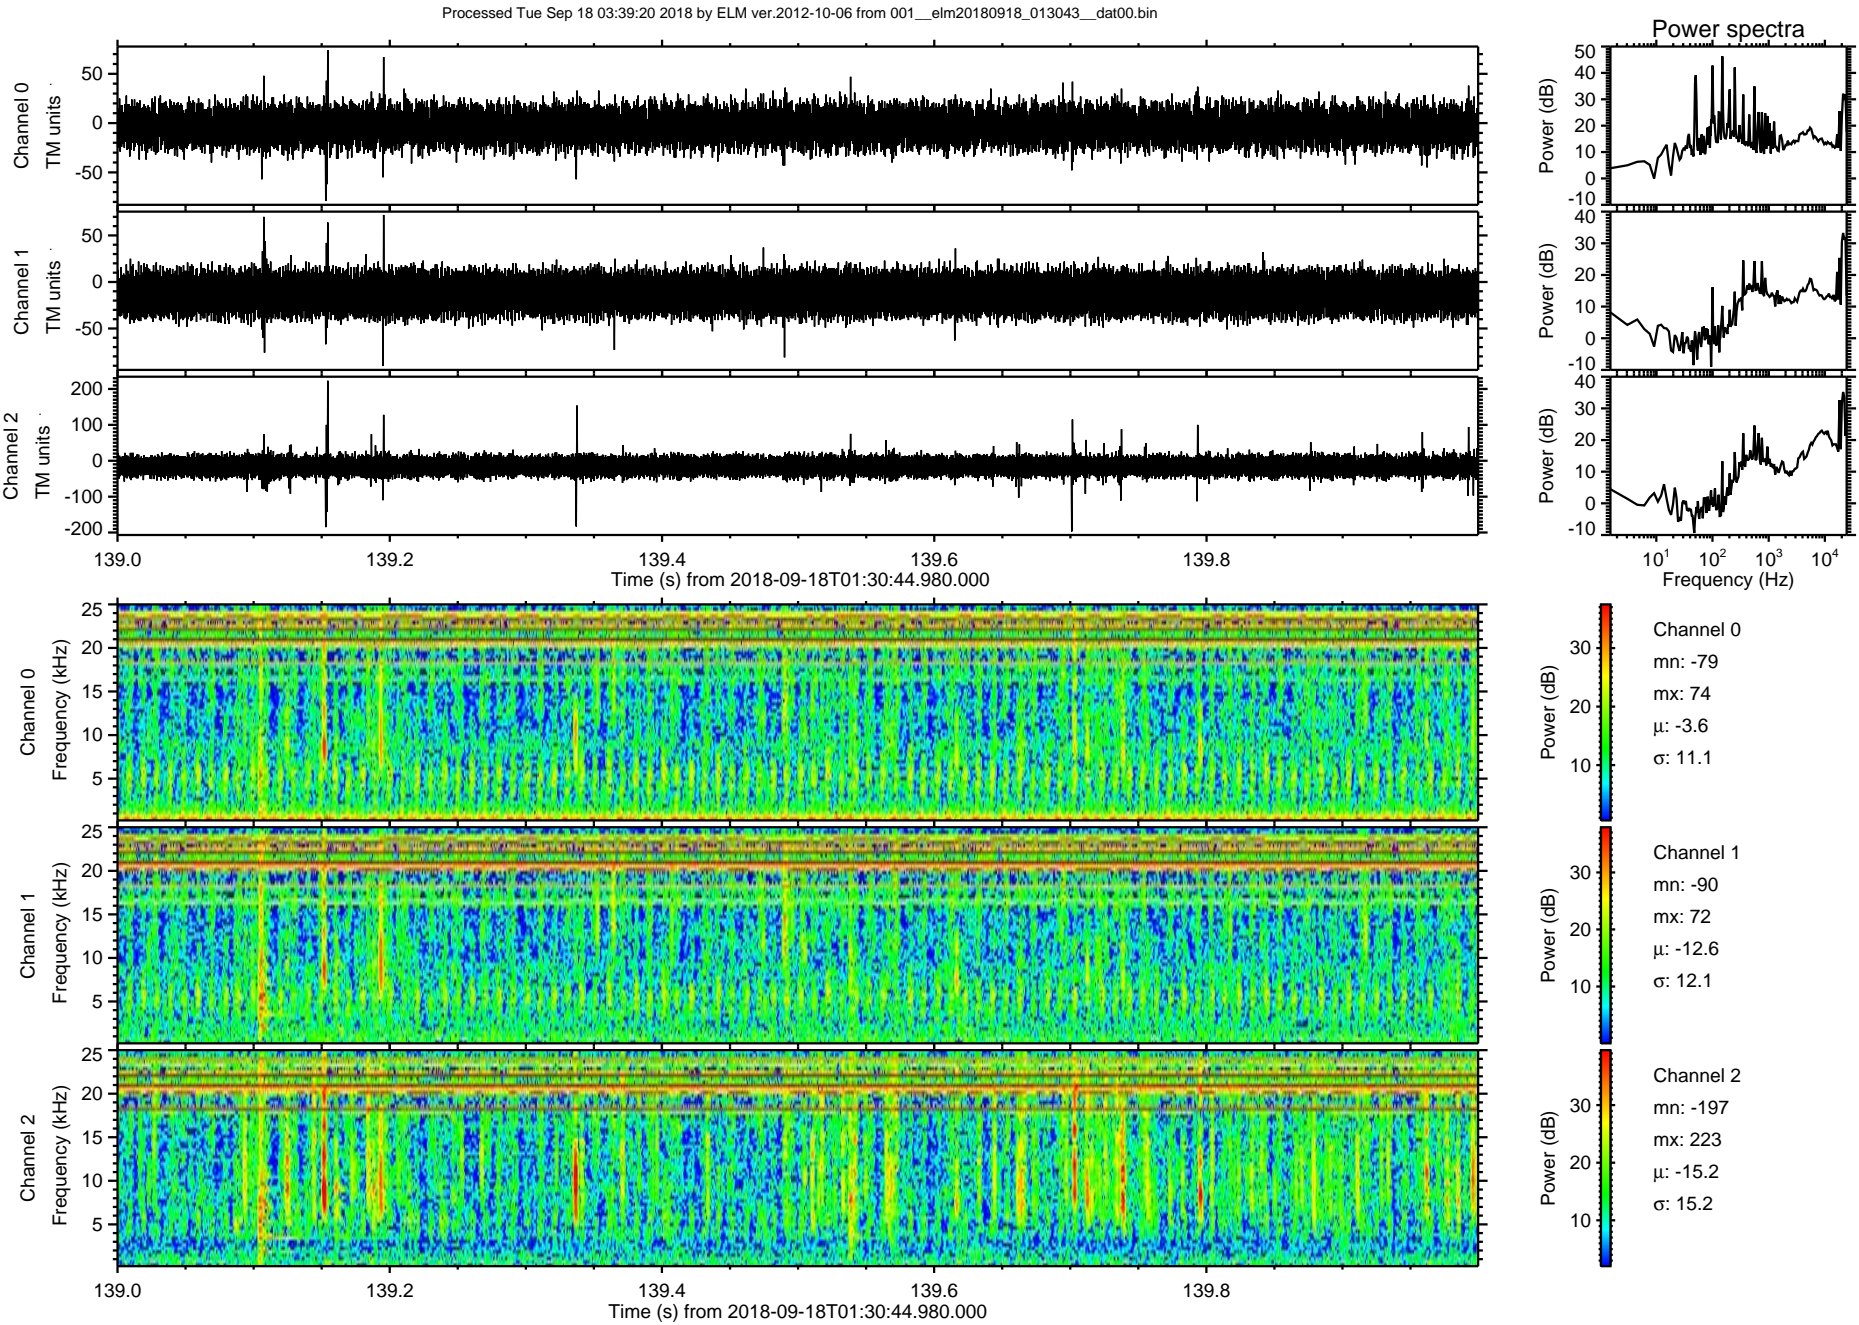 Processed Tue Sep 18 03:39:20 2018 by ELM ver.2012-10-06 from 001__elm20180918_013043__dat00.bin
Power spectra
Channel 0
TM units
50
0
-50
Power (dB)
50
40
30
20
10
0
-10
Channel 1
TM units
50
0
-50
Power (dB)
40
30
20
10
0
-10
Channel 2
TM units
200
100
0
-100
-200
Power (dB)
40
30
20
10
0
-10
139.0 139.2 139.4 139.6 139.8
Time (s) from 2018-09-18T01:30:44.980.000
10^1 10^2 10^3 10^4
Frequency (Hz)
Channel 0
Frequency (kHz)
25
20
15
10
5
Power (dB)
30
20
10
Channel 0
mn: -79
mx: 74
μ: -3.6
σ: 11.1
Channel 1
Frequency (kHz)
25
20
15
10
5
Power (dB)
30
20
10
Channel 1
mn: -90
mx: 72
μ: -12.6
σ: 12.1
Channel 2
Frequency (kHz)
25
20
15
10
5
Power (dB)
30
20
10
Channel 2
mn: -197
mx: 223
μ: -15.2
σ: 15.2
139.0 139.2 139.4 139.6 139.8
Time (s) from 2018-09-18T01:30:44.980.000